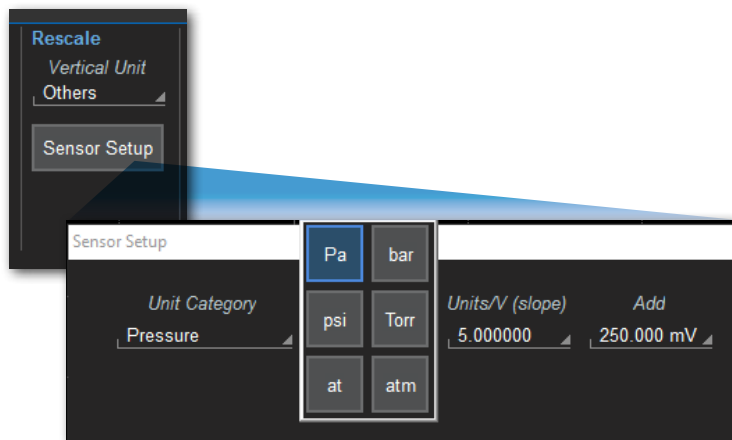 Rescale
Vertical Unit
Others
Sensor Setup
Sensor Setup
Pa bar
psi Torr
at atm
Unit Category
Pressure
Units/V (slope)
5.000000
Add
250.000 mV